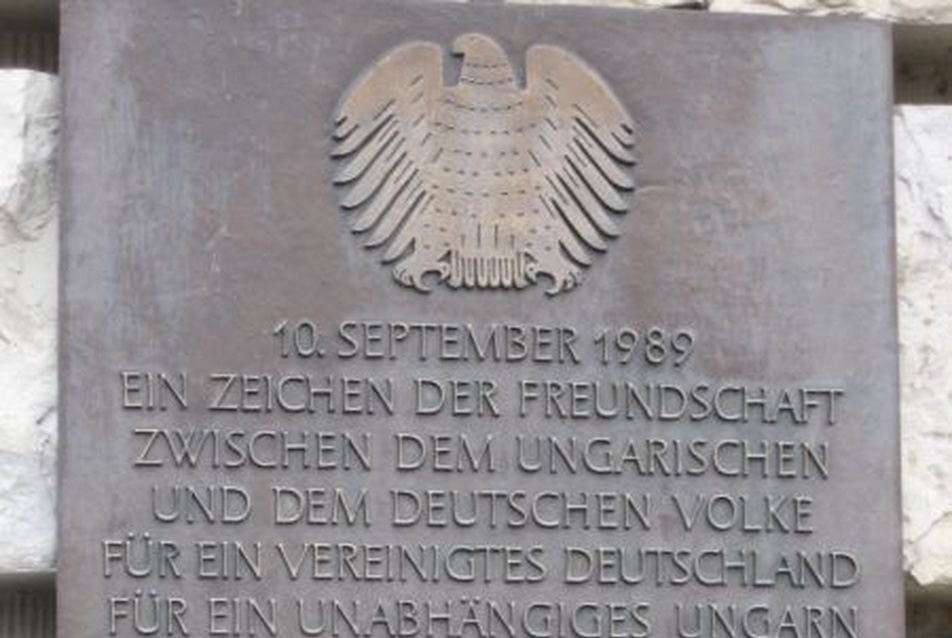 10. SEPTEMBER 1989
EIN ZEICHEN DER FREUNDSCHAFT
ZWISCHEN DEM UNGARISCHEN
UND DEM DEUTSCHEN VOLKE
FÜR EIN VEREINIGTES DEUTSCHLAND
FÜR EIN UNABHÄNGIGES UNGARN